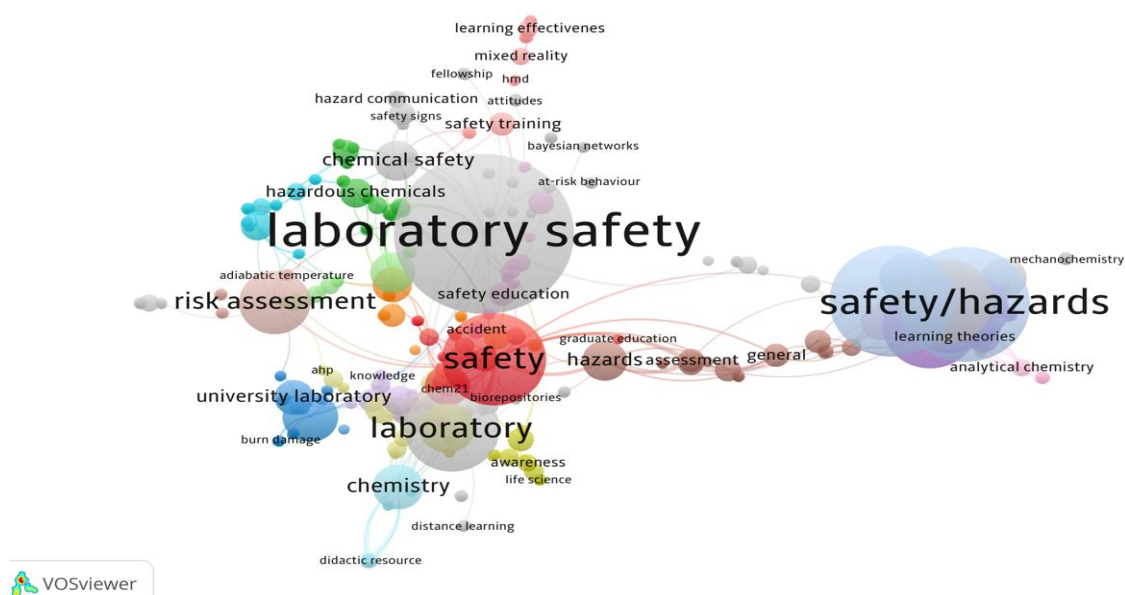 learning effectivenes
mixed reality
fellowship
hmd
hazard communication
attitudes
safety signs
safety training
bayesian networks
chemical safety
at-risk behaviour
hazardous chemicals
laboratory safety
mechanochemistry
adiabatic temperature
safety education
risk assessment
safety/hazards
accident
learning theories
graduate education
safety
hazards
assessment
general
analytical chemistry
ahp
knowledge
chem21
university laboratory
biorepositories
laboratory
burn damage
awareness
life science
chemistry
distance learning
didactic resource
VOSviewer